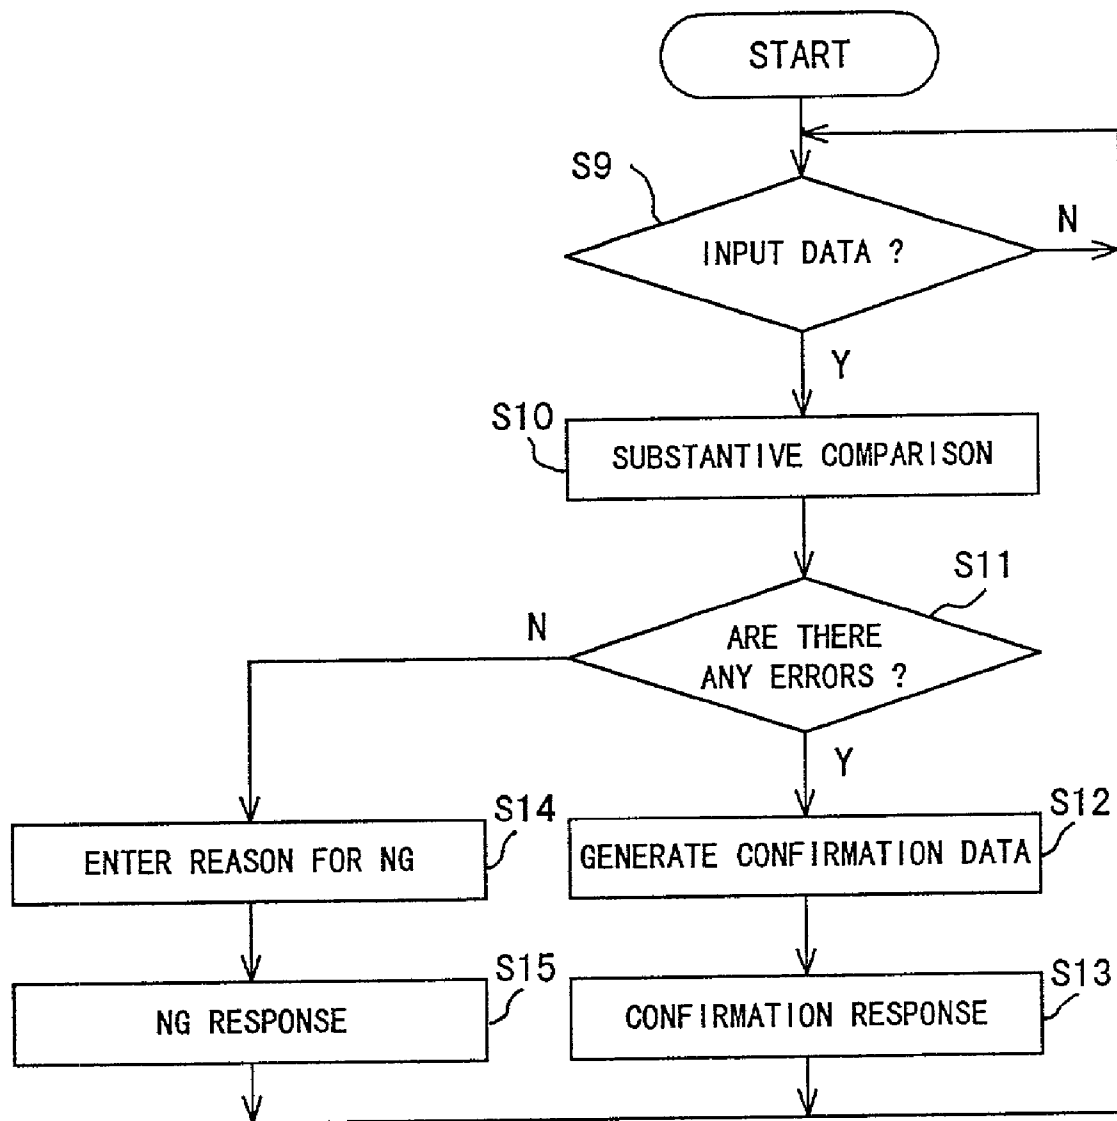 START
S9
INPUT DATA ?
N
Y
S10
SUBSTANTIVE COMPARISON
S11
N
ARE THERE
ANY ERRORS ?
Y
S14
S12
ENTER REASON FOR NG
GENERATE CONFIRMATION DATA
S15
S13
NG RESPONSE
CONFIRMATION RESPONSE